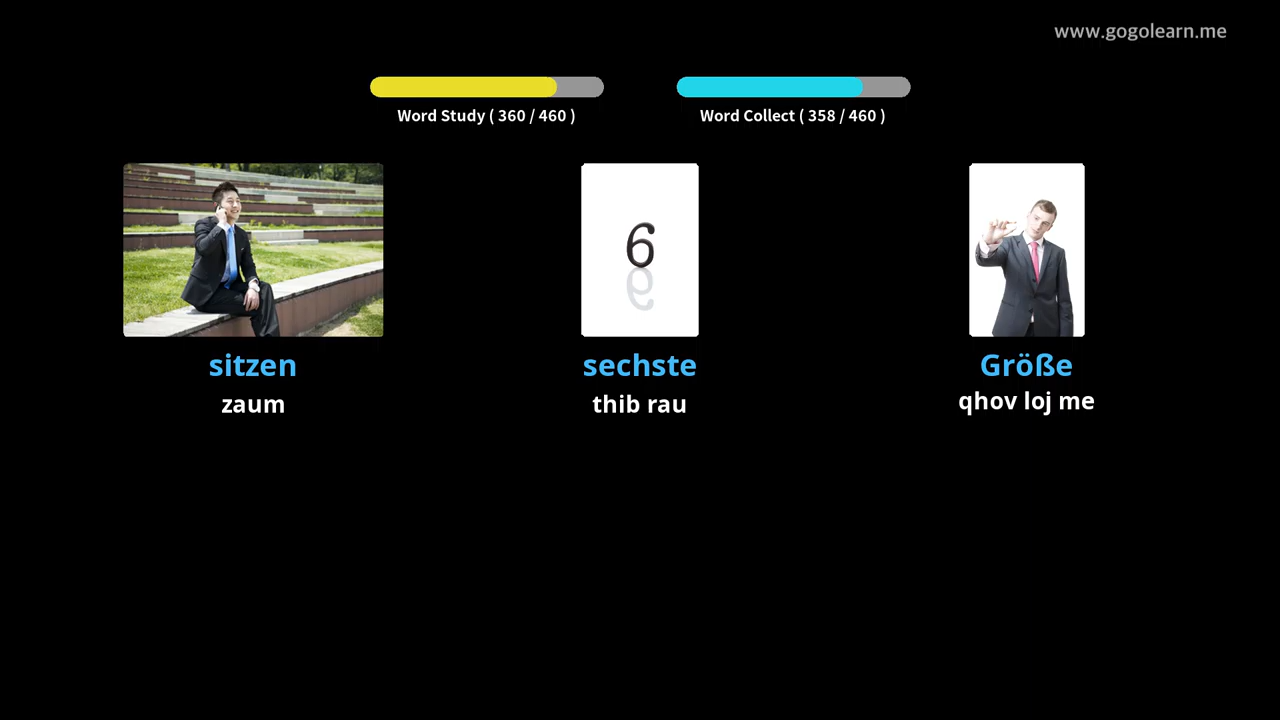 www.gogolearn.me
Word Study ( 360 / 460 )
Word Collect ( 358 / 460 )
6
sitzen
sechste
Größe
zaum
thib rau
qhov loj me